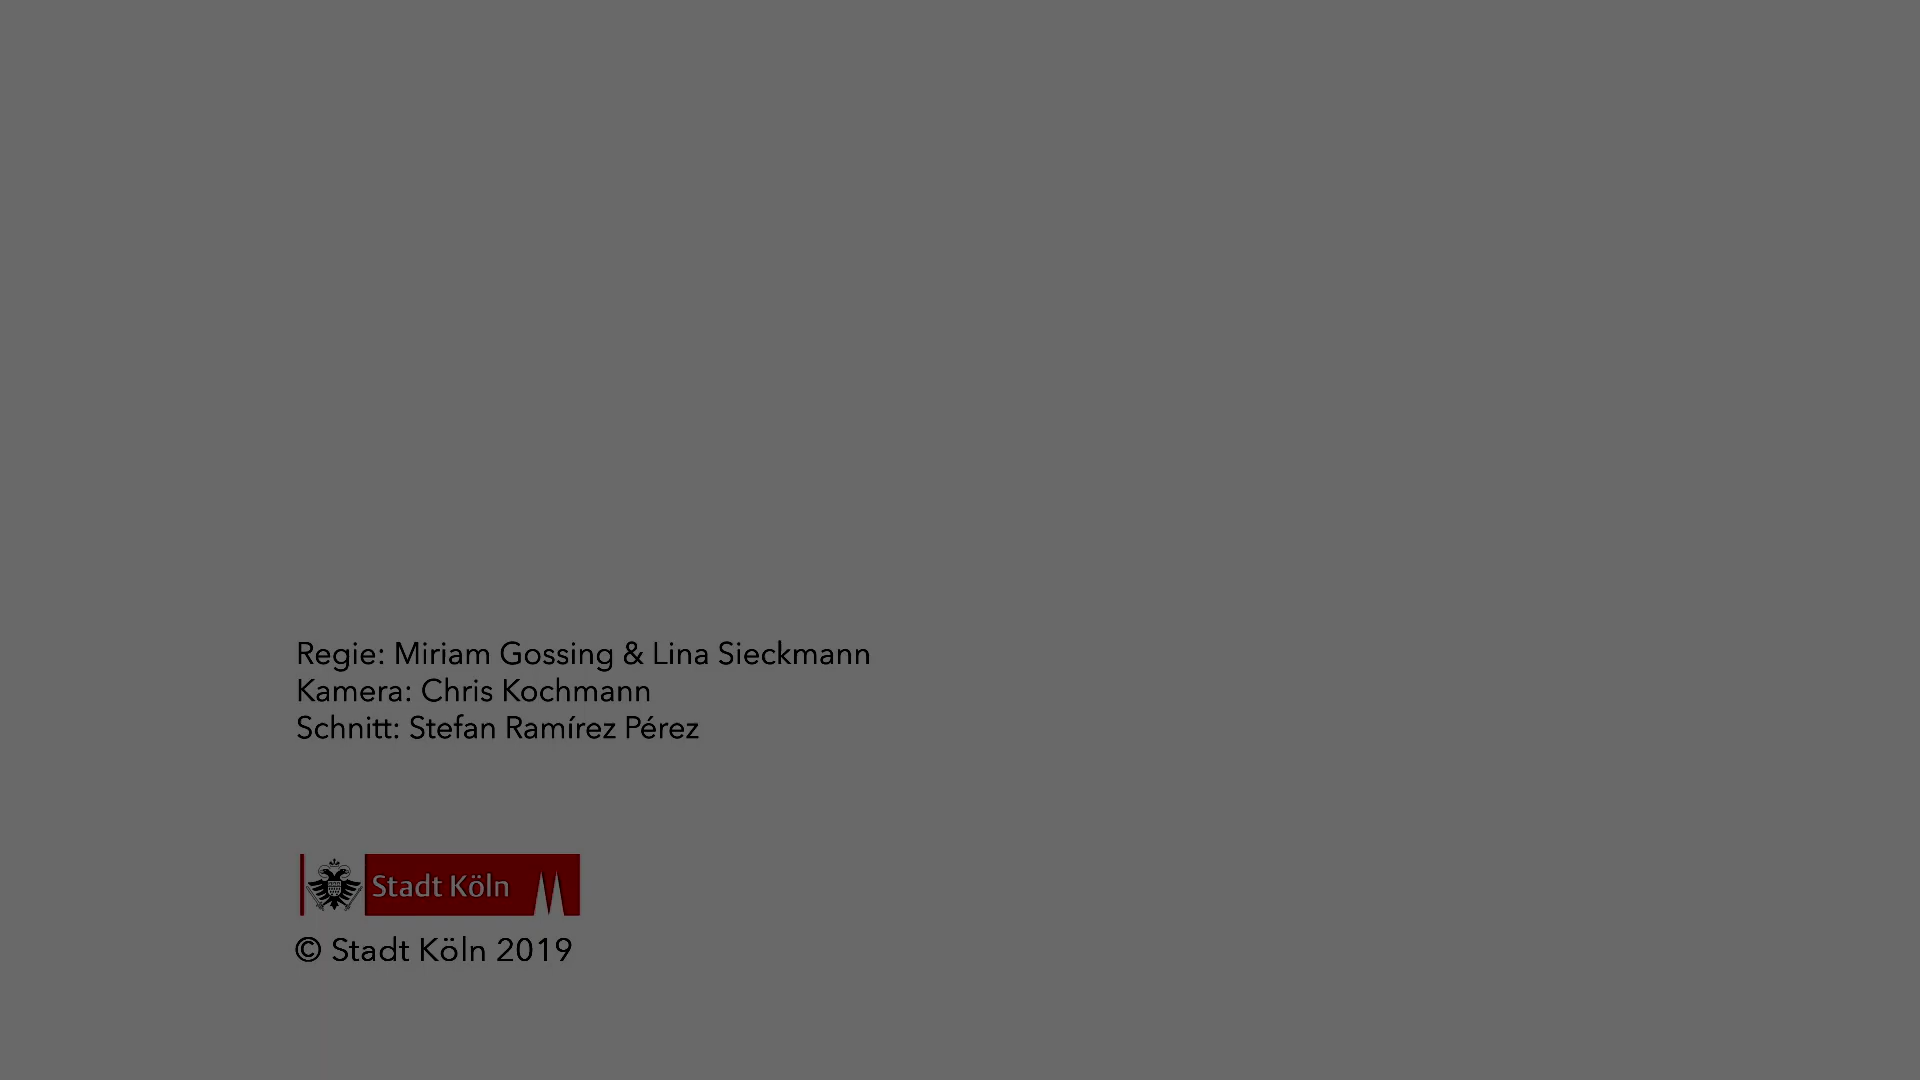 Regie: Miriam Gossing & Lina Sieckmann
Kamera: Chris Kochmann
Schnitt: Stefan Ramírez Pérez
Stadt Köln
© Stadt Köln 2019